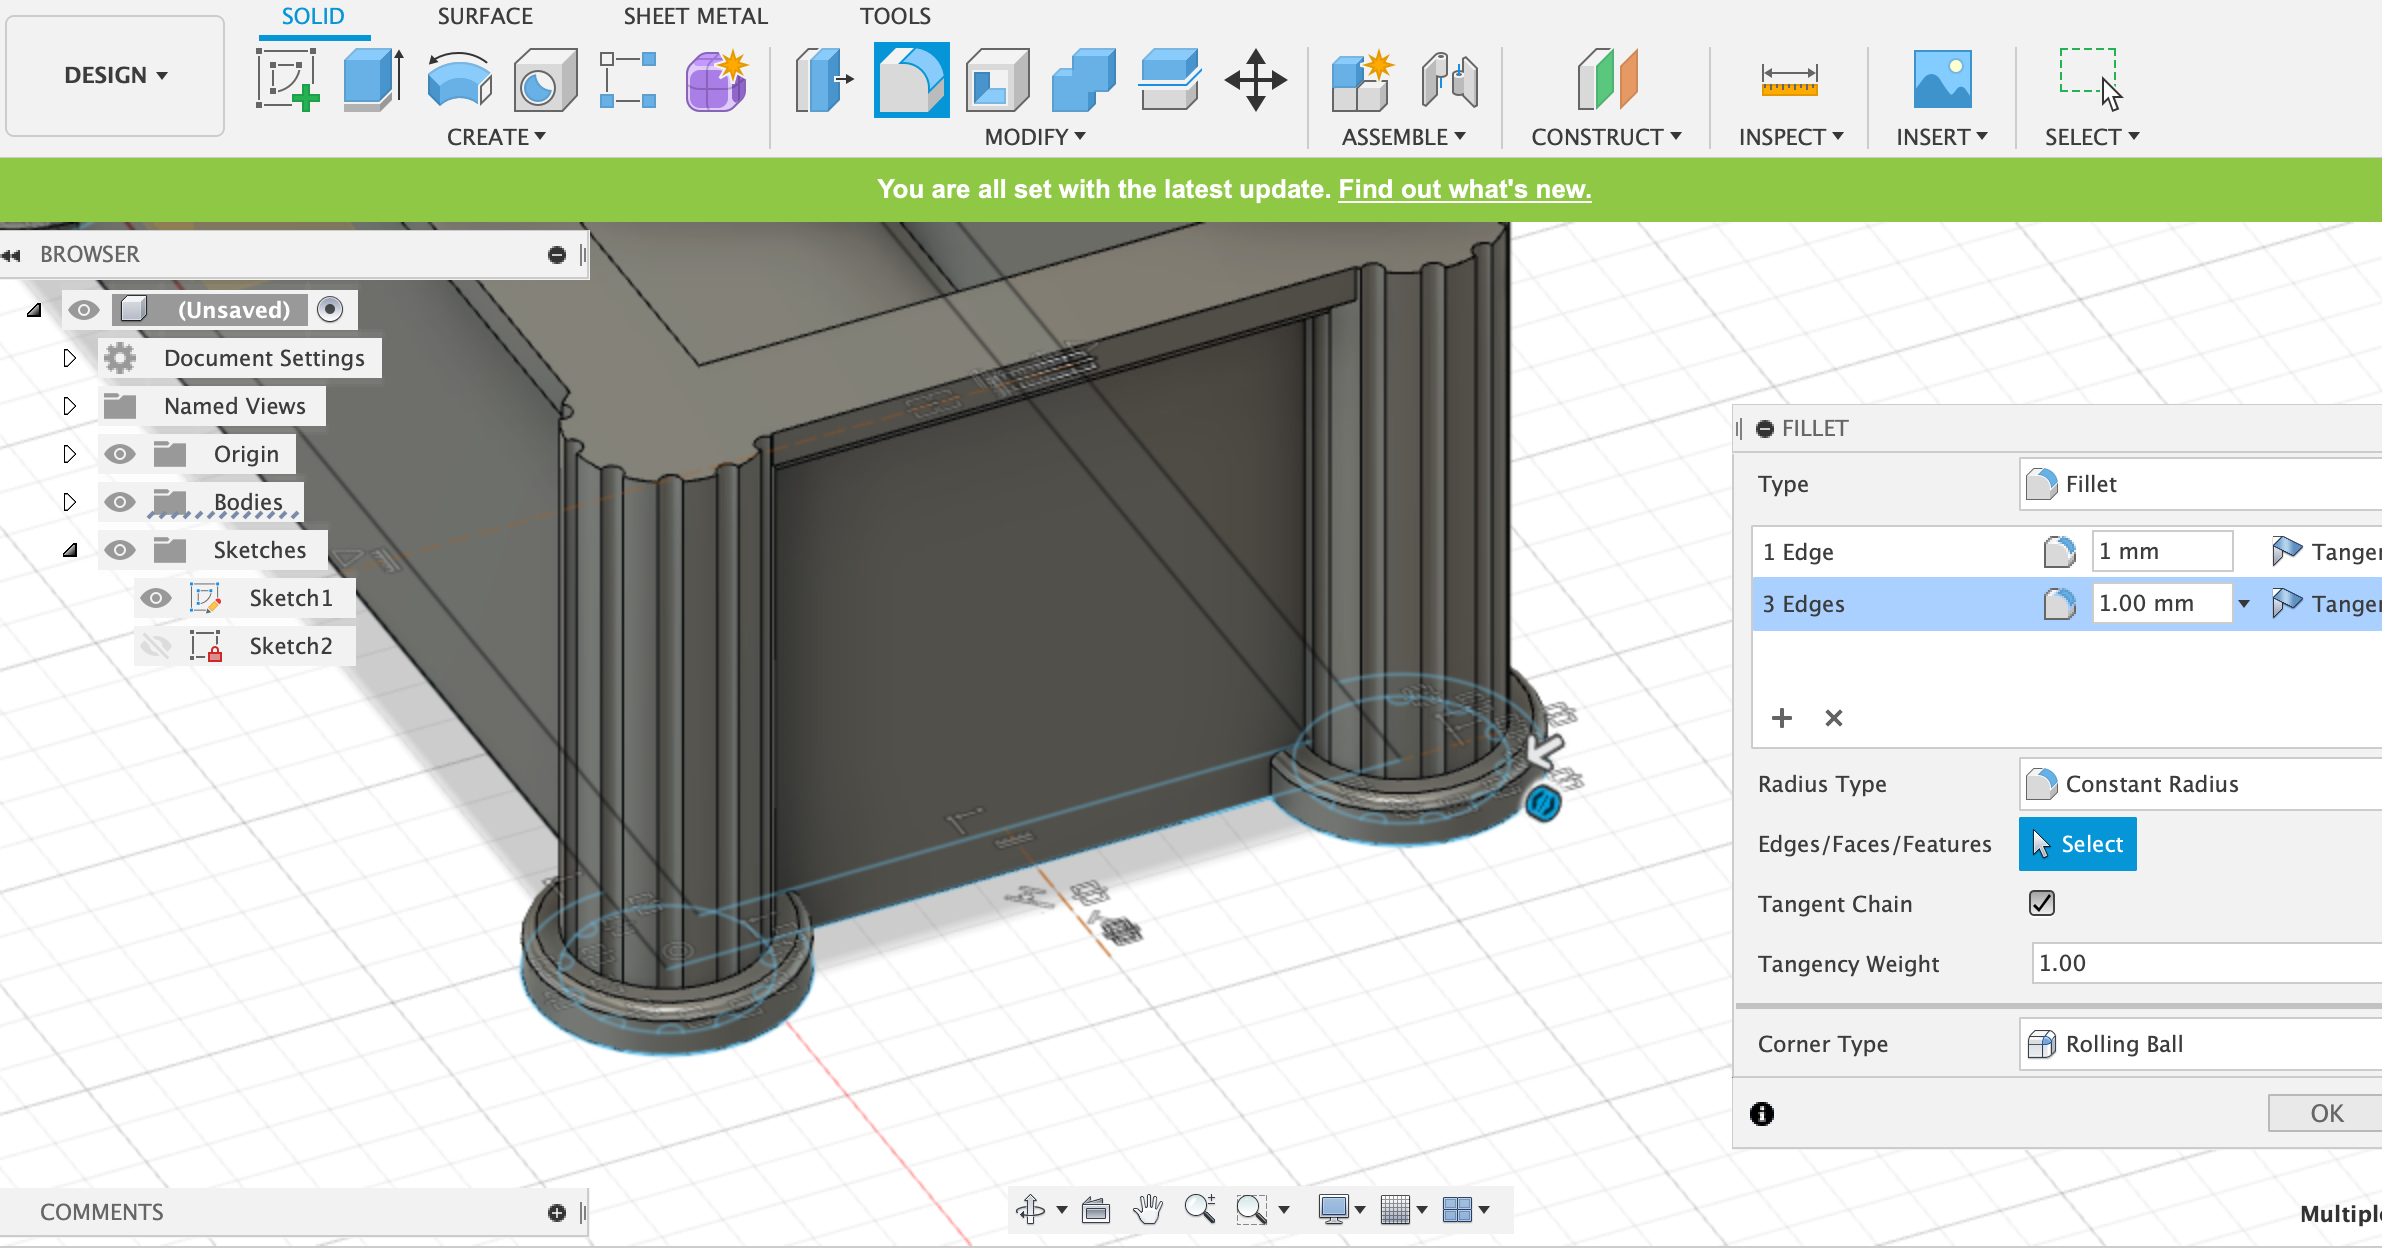 SOLID SURFACE SHEET METAL TOOLS
DESIGN
CREATE MODIFY ASSEMBLE CONSTRUCT INSPECT INSERT SELECT
You are all set with the latest update. Find out what's new.
BROWSER
(Unsaved)
Document Settings
Named Views
Origin
Bodies
Sketches
Sketch1
Sketch2
FILLET
Type Fillet
1 Edge 1 mm Tangen
3 Edges 1.00 mm Tangen
Radius Type Constant Radius
Edges/Faces/Features Select
Tangent Chain
Tangency Weight 1.00
Corner Type Rolling Ball
OK
COMMENTS
Multiple